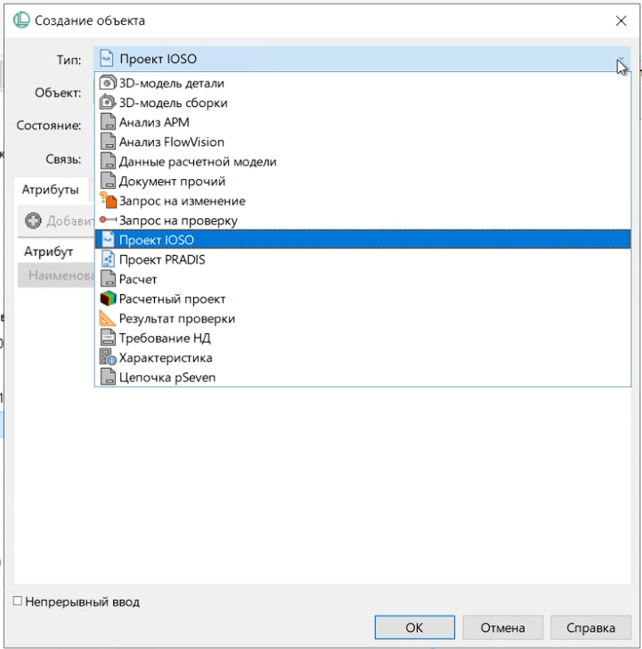 Создание объекта
Тип: Проект IOSO
3D-модель детали
Объект:
3D-модель сборки
Состояние:
Анализ APM
Анализ FlowVision
Связь:
Данные расчетной модели
Документ прочий
Атрибуты
Запрос на изменение
Добавит
Запрос на проверку
Проект IOSO
Атрибут
Проект PRADIS
Наименова
Расчет
Расчетный проект
Результат проверки
Требование НД
Характеристика
Цепочка pSeven
Непрерывный ввод
ОК Отмена Справка